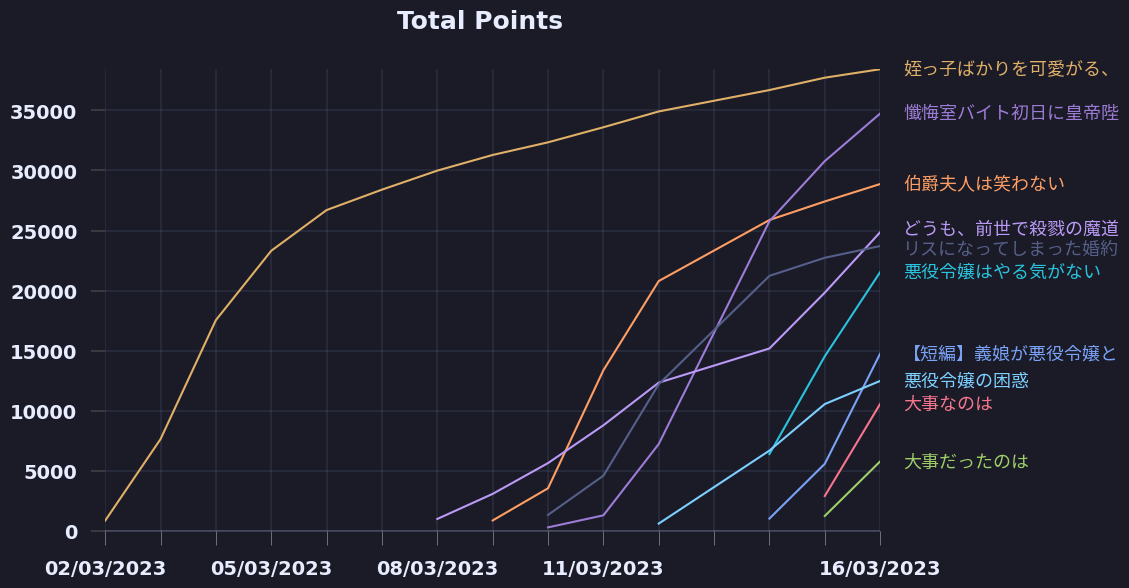 Total Points
35000
30000
25000
20000
15000
10000
5000
0
02/03/2023
05/03/2023
08/03/2023
11/03/2023
16/03/2023
姪っ子ばかりを可愛がる、
懺悔室バイト初日に皇帝陛
伯爵夫人は笑わない
どうも、前世で殺戮の魔道
リスになってしまった婚約
悪役令嬢はやる気がない
【短編】義娘が悪役令嬢と
悪役令嬢の困惑
大事なのは
大事だったのは